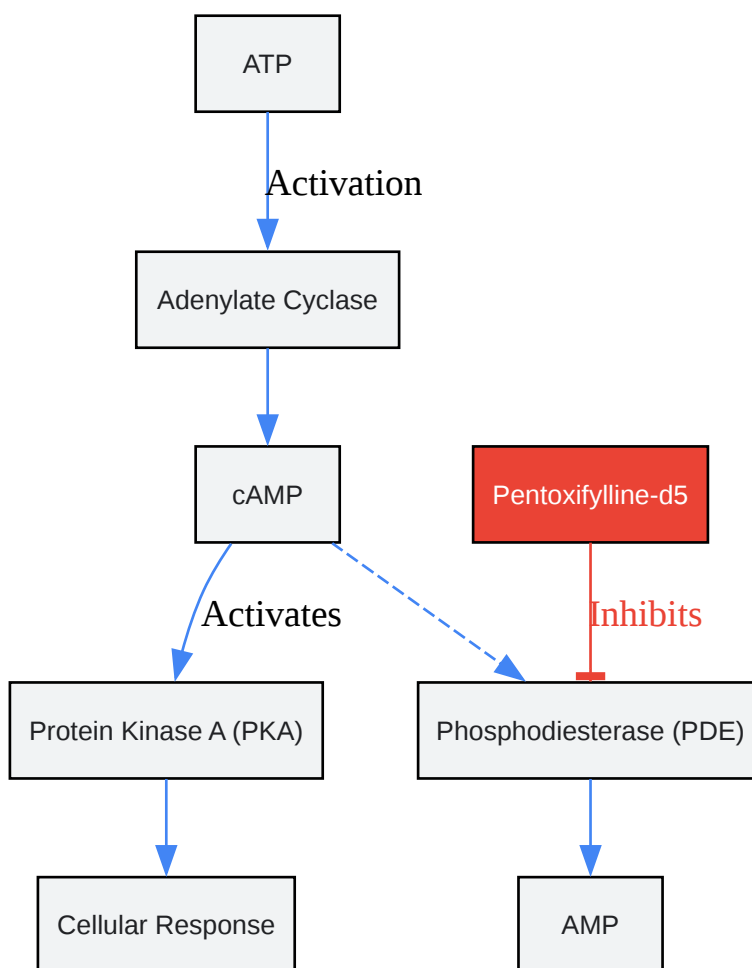 ATP
Activation
Adenylate Cyclase
cAMP
Pentoxifylline-d5
Activates
Inhibits
Protein Kinase A (PKA)
Phosphodiesterase (PDE)
Cellular Response
AMP